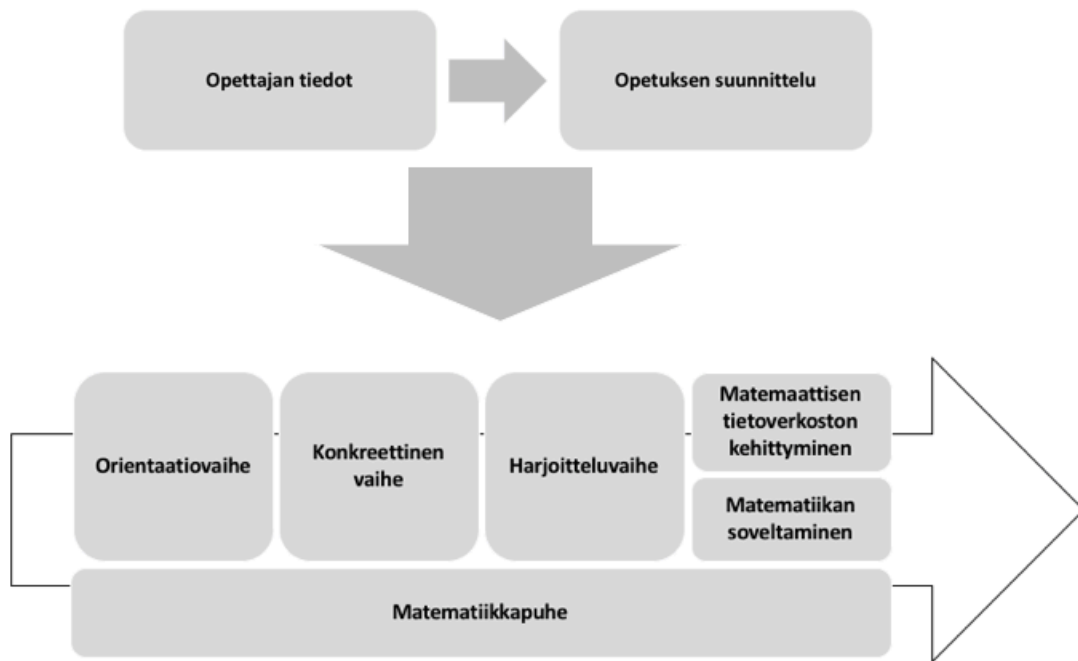 Opettajan tiedot
Opetuksen suunnittelu
Orientaatiovaihe
Konkreettinen
vaihe
Harjoitteluvaihe
Matemaattisen
tietoverkoston
kehittyminen
Matematiikan
soveltaminen
Matematiikkapuhe